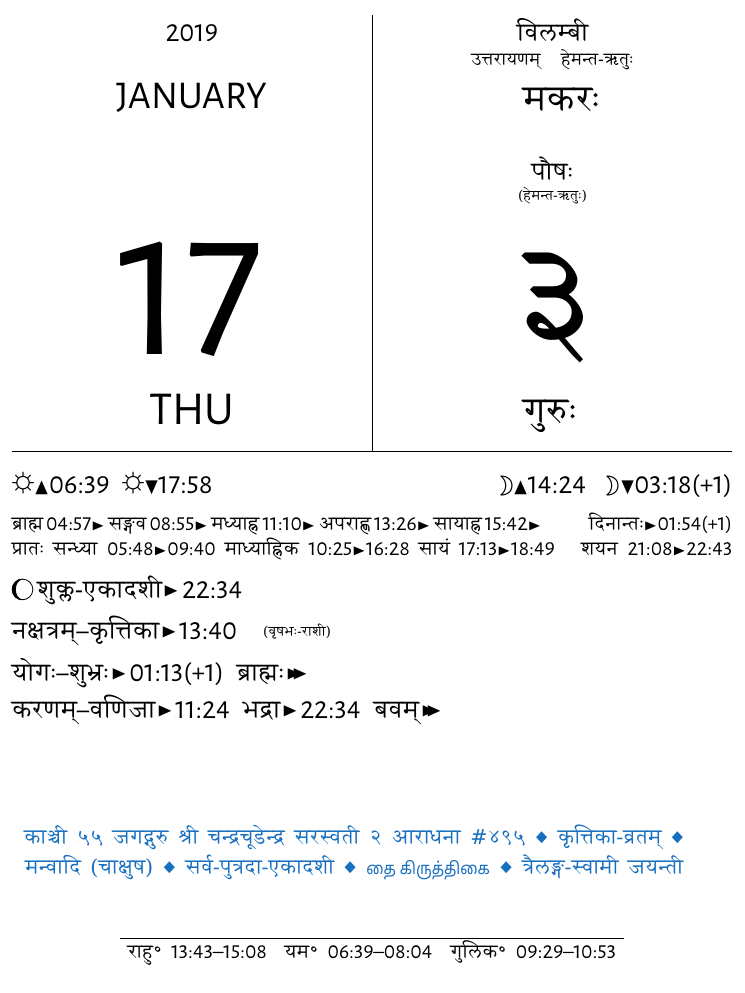 2019
JANUARY
17
THU
विलम्बी
उत्तरायणम् हेमन्त-ऋतुः
मकरः
पौषः
(हेमन्त-ऋतुः)
३
गुरुः
☼▲06:39 ☼▼17:58 ☽▲14:24 ☽▼03:18(+1)
ब्राह्म 04:57► सङ्गव 08:55► मध्याह्न 11:10► अपराह्ण 13:26► सायाह्न 15:42► दिनान्तः►01:54(+1)
प्रातः सन्ध्या 05:48►09:40 माध्याह्निक 10:25►16:28 सायं 17:13►18:49 शयन 21:08►22:43
शुक्ल-एकादशी►22:34
नक्षत्रम्–कृत्तिका►13:40 (वृषभः-राशी)
योगः–शुभ्रः►01:13(+1) ब्राह्मः►►
करणम्–वणिजा►11:24 भद्रा►22:34 बवम्►►
काञ्ची ५५ जगद्गुरु श्री चन्द्रचूडेन्द्र सरस्वती २ आराधना #४९५ ◆ कृत्तिका-व्रतम् ◆
मन्वादि (चाक्षुष) ◆ सर्व-पुत्रदा-एकादशी ◆ தை கிருத்திகை ◆ त्रैलङ्ग-स्वामी जयन्ती
राहु॰ 13:43–15:08 यम॰ 06:39–08:04 गुलिक॰ 09:29–10:53